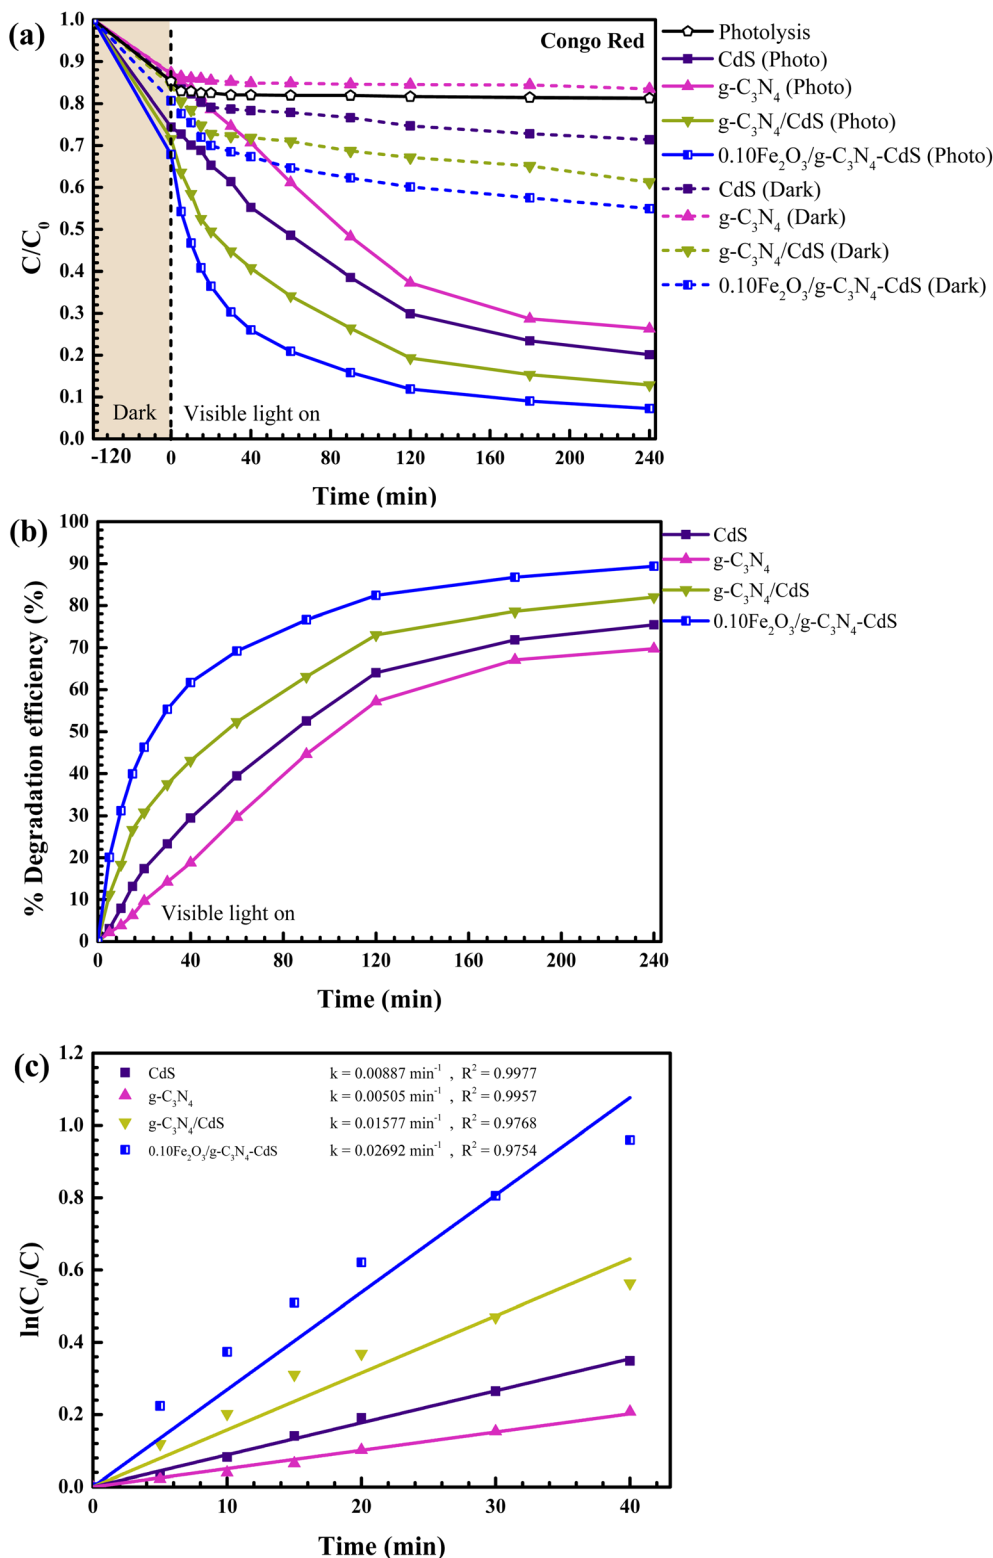 (a)
Congo Red
C/C₀
1.0
0.9
0.8
0.7
0.6
0.5
0.4
0.3
0.2
0.1
0.0
Dark
Visible light on
-120
0
40
80
120
160
200
240
Time (min)
Photolysis
CdS (Photo)
g-C₃N₄ (Photo)
g-C₃N₄/CdS (Photo)
0.10Fe₂O₃/g-C₃N₄-CdS (Photo)
CdS (Dark)
g-C₃N₄ (Dark)
g-C₃N₄/CdS (Dark)
0.10Fe₂O₃/g-C₃N₄-CdS (Dark)
(b)
% Degradation efficiency (%)
100
90
80
70
60
50
40
30
20
10
0
Visible light on
0
40
80
120
160
200
240
Time (min)
CdS
g-C₃N₄
g-C₃N₄/CdS
0.10Fe₂O₃/g-C₃N₄-CdS
(c)
ln(C₀/C)
1.2
1.0
0.8
0.6
0.4
0.2
0.0
CdS k = 0.00887 min⁻¹ , R² = 0.9977
g-C₃N₄ k = 0.00505 min⁻¹ , R² = 0.9957
g-C₃N₄/CdS k = 0.01577 min⁻¹ , R² = 0.9768
0.10Fe₂O₃/g-C₃N₄-CdS k = 0.02692 min⁻¹ , R² = 0.9754
0
10
20
30
40
Time (min)